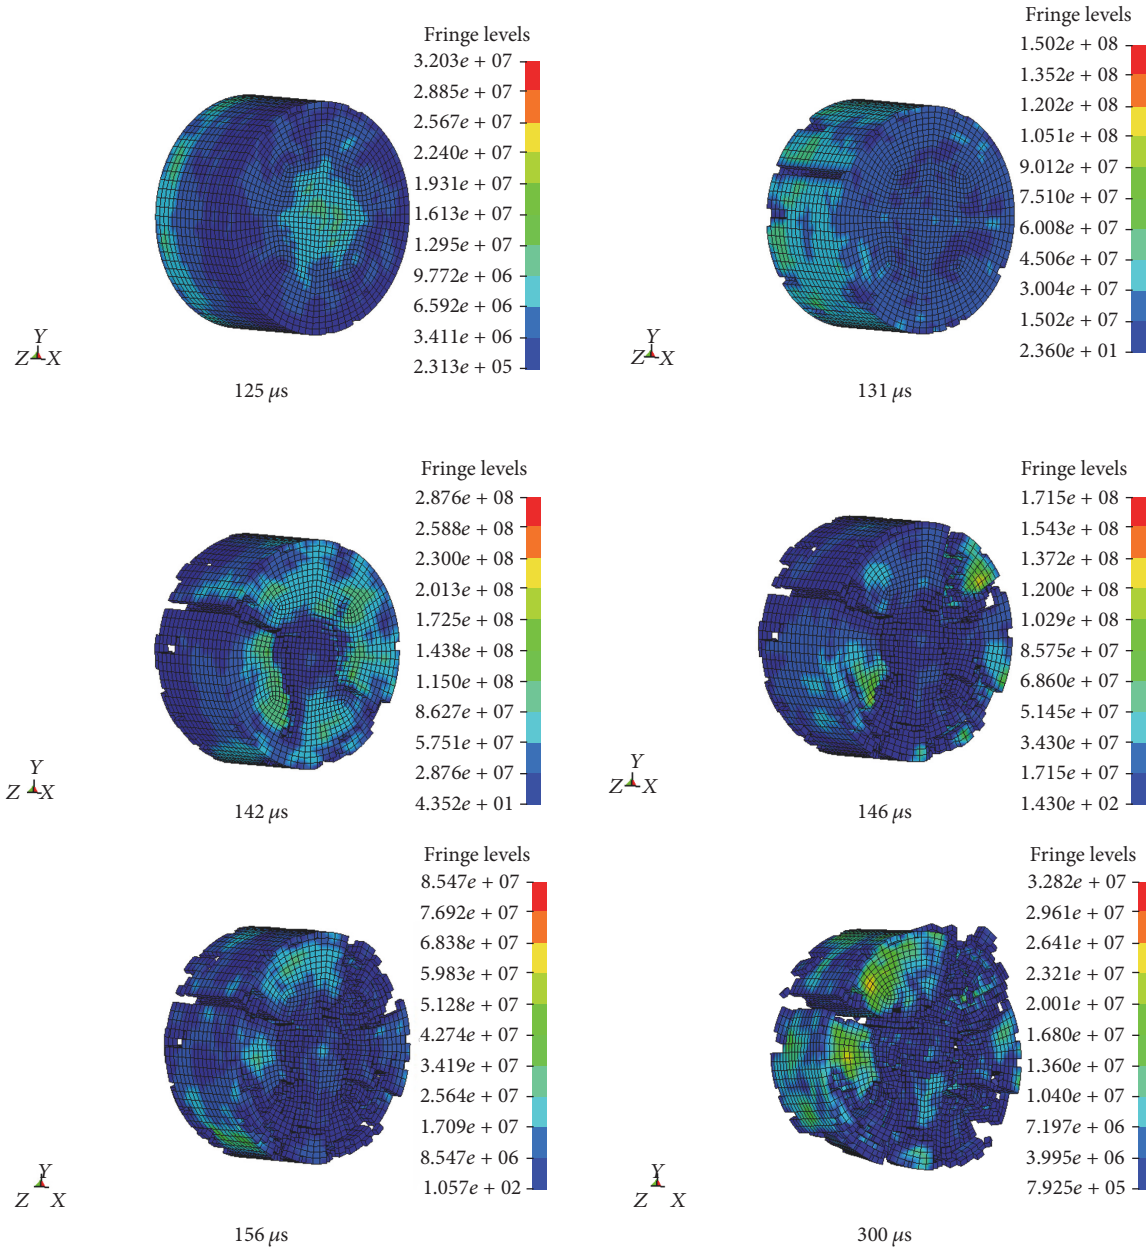 Fringe levels
3.203e + 07
2.885e + 07
2.567e + 07
2.240e + 07
1.931e + 07
1.613e + 07
1.295e + 07
9.772e + 06
6.592e + 06
3.411e + 06
2.313e + 05
Y
Z X
125 μs
Fringe levels
1.502e + 08
1.352e + 08
1.202e + 08
1.051e + 08
9.012e + 07
7.510e + 07
6.008e + 07
4.506e + 07
3.004e + 07
1.502e + 07
2.360e + 01
Y
Z X
131 μs
Fringe levels
2.876e + 08
2.588e + 08
2.300e + 08
2.013e + 08
1.725e + 08
1.438e + 08
1.150e + 08
8.627e + 07
5.751e + 07
2.876e + 07
4.352e + 01
Y
Z X
142 μs
Fringe levels
1.715e + 08
1.543e + 08
1.372e + 08
1.200e + 08
1.029e + 08
8.575e + 07
6.860e + 07
5.145e + 07
3.430e + 07
1.715e + 07
1.430e + 02
Y
Z X
146 μs
Fringe levels
8.547e + 07
7.692e + 07
6.838e + 07
5.983e + 07
5.128e + 07
4.274e + 07
3.419e + 07
2.564e + 07
1.709e + 07
8.547e + 06
1.057e + 02
Y
Z X
156 μs
Fringe levels
3.282e + 07
2.961e + 07
2.641e + 07
2.321e + 07
2.001e + 07
1.680e + 07
1.360e + 07
1.040e + 07
7.197e + 06
3.995e + 06
7.925e + 05
Y
Z X
300 μs